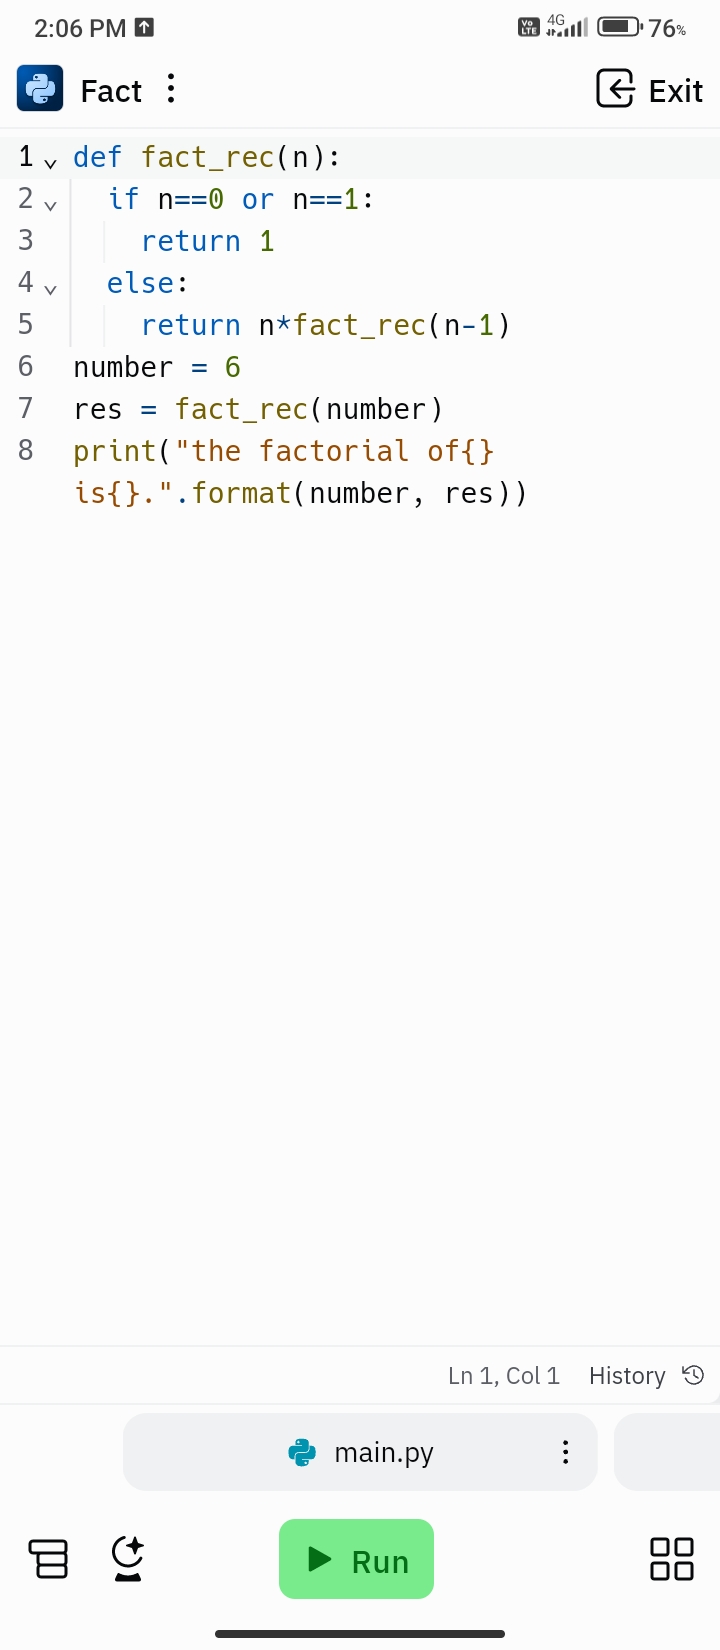 2:06 PM
Vo LTE 4G 76%
Fact
Exit
1 def fact_rec(n):
2 if n==0 or n==1:
3 return 1
4 else:
5 return n*fact_rec(n-1)
6 number = 6
7 res = fact_rec(number)
8 print("the factorial of{}
is{}.".format(number, res))
Ln 1, Col 1 History
main.py
Run